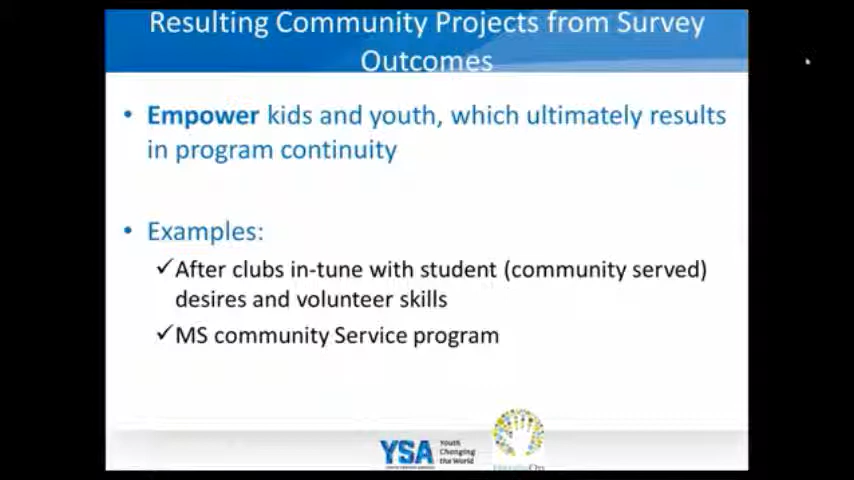 Resulting Community Projects from Survey
Outcomes
• Empower kids and youth, which ultimately results
in program continuity
• Examples:
✓After clubs in-tune with student (community served)
desires and volunteer skills
✓MS community Service program
YSA
Youth
Changing
the World